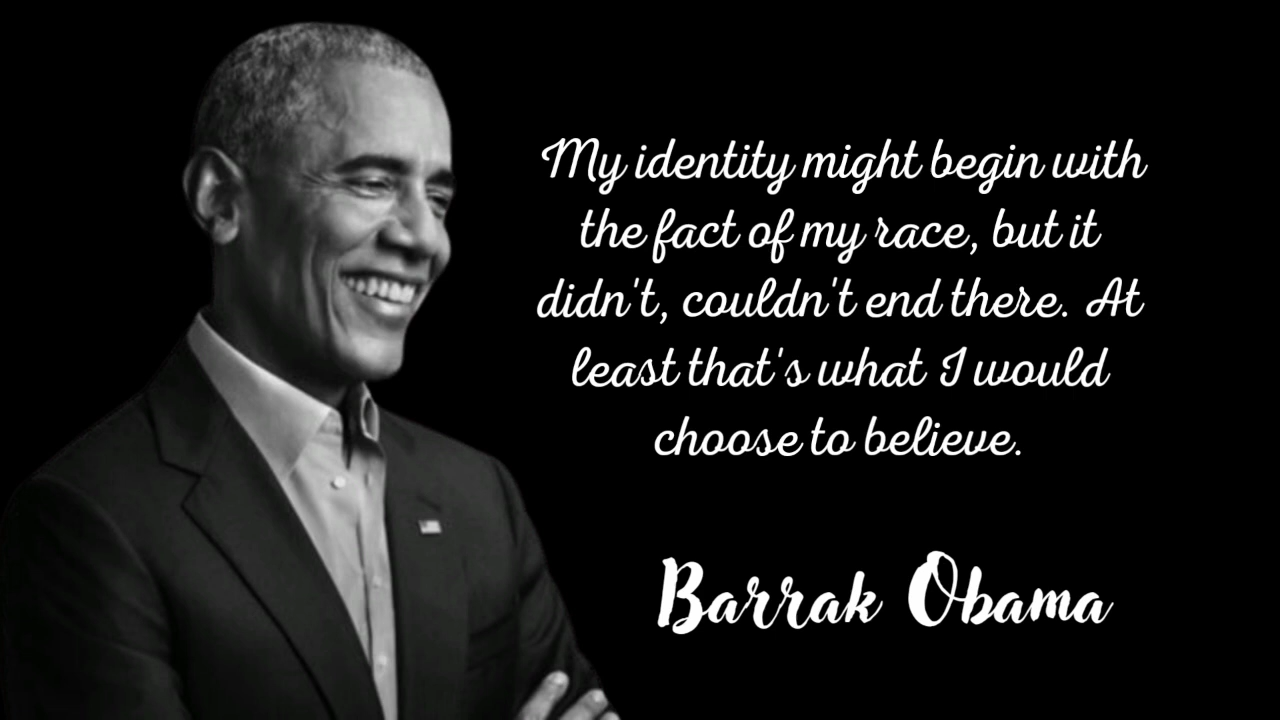 My identity might begin with
the fact of my race, but it
didn't, couldn't end there. At
least that's what I would
choose to believe.
Barrak Obama